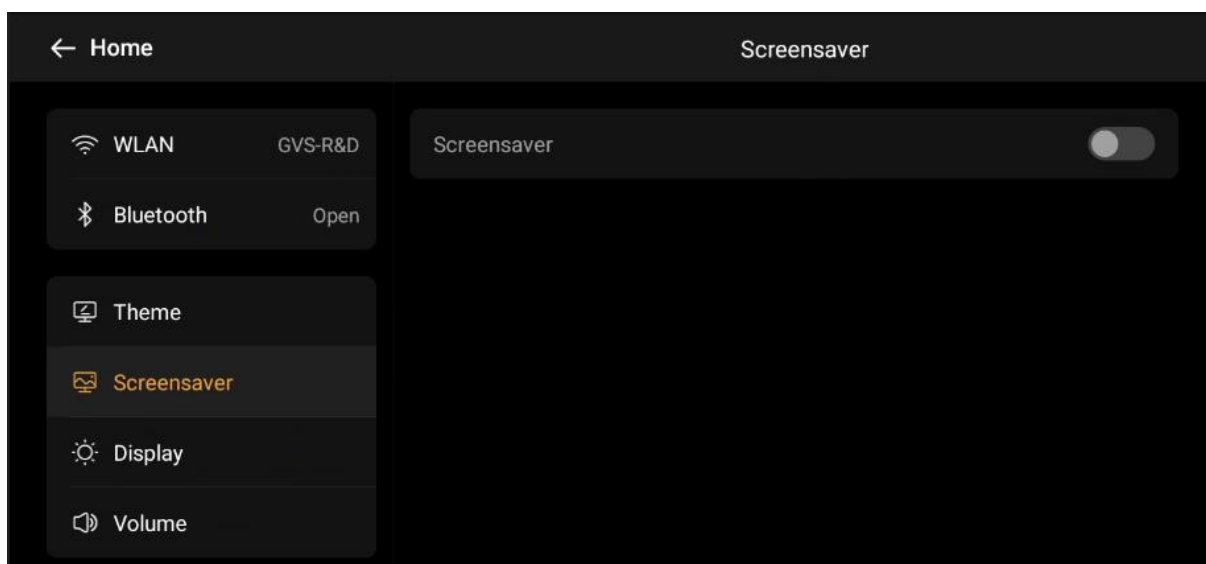 Home
Screensaver
WLAN GVS-R&D
Bluetooth Open
Theme
Screensaver
Display
Volume
Screensaver